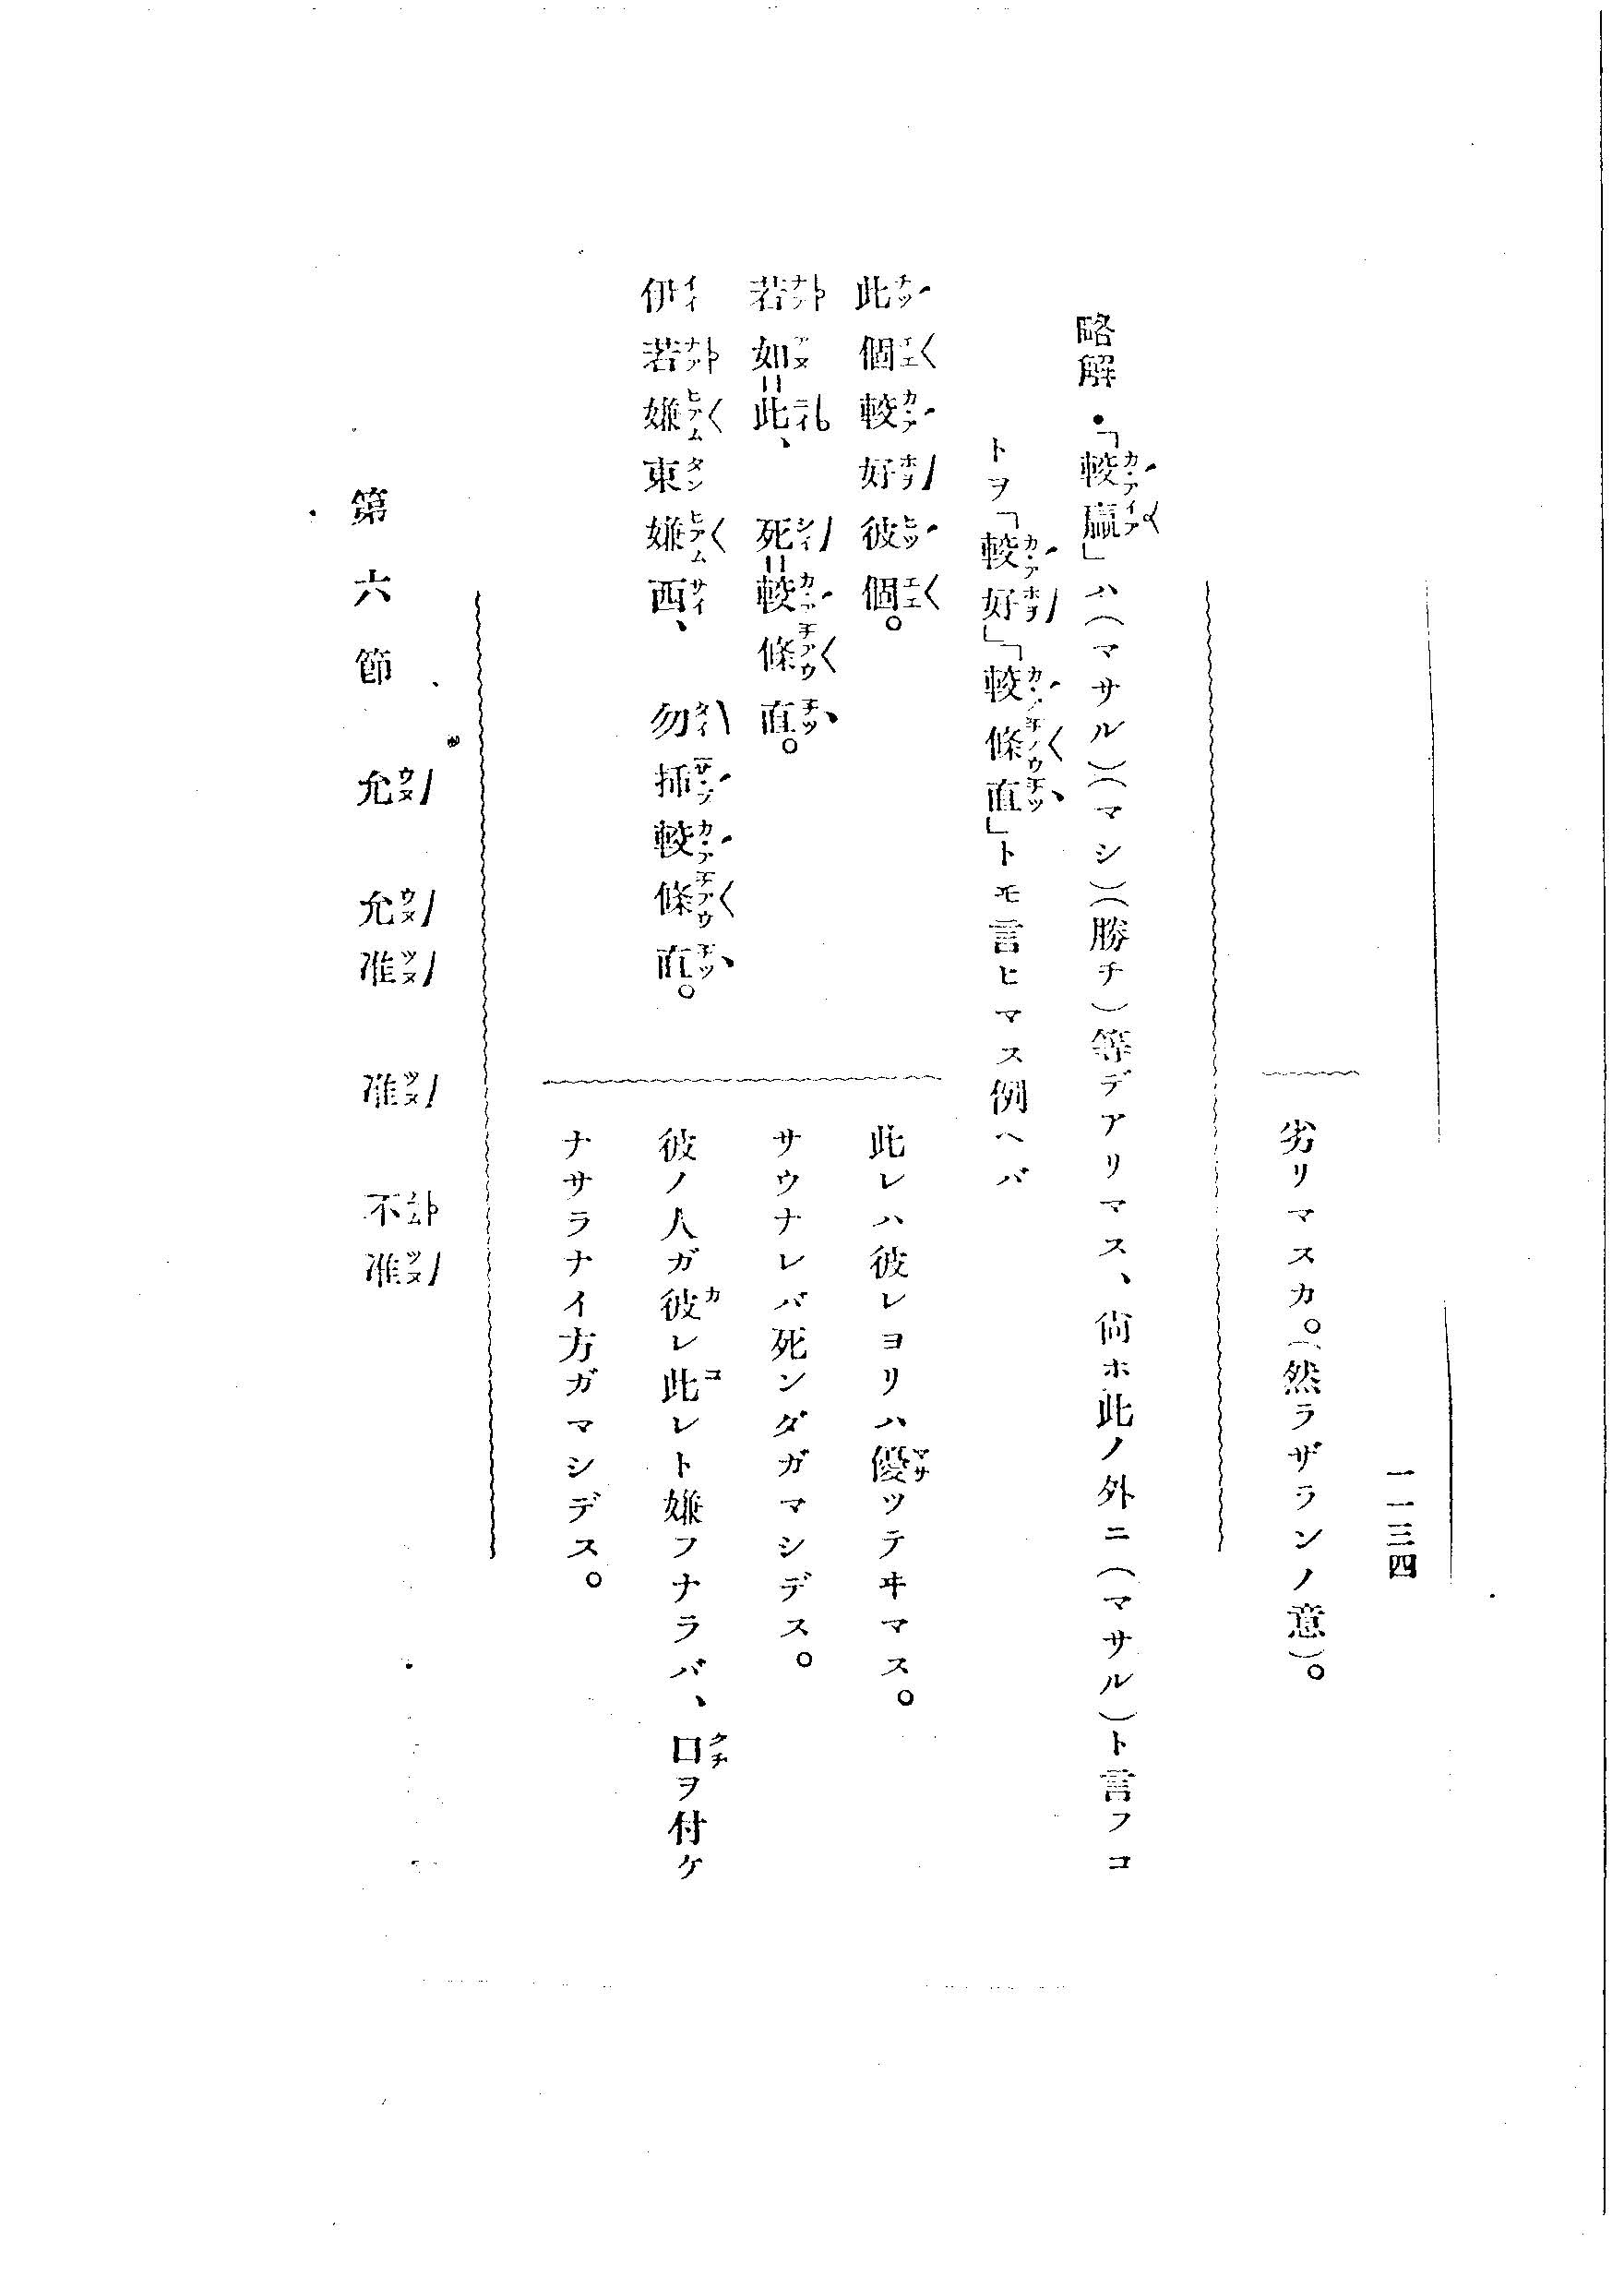 一一三四
劣リマスカ。（然ラザランノ意）。
略解・「較贏」ハ（マサル）（マシ）（勝チ）等デアリマス、尙ホ此ノ外ニ（マサル）ト言フコ
トヲ「較好」「較條直」トモ言ヒマス例ヘバ
此個較好彼個。
此レハ彼レヨリハ優ツテヰマス。
若如＝此、死＝較條直。
サウナレバ死ンダガマシデス。
伊若嫌東嫌西、勿插較條直。
彼ノ人ガ彼レ此レト嫌フナラバ、口ヲ付ケ
ナサラナイ方ガマシデス。
第六節 允 允准 准 不准